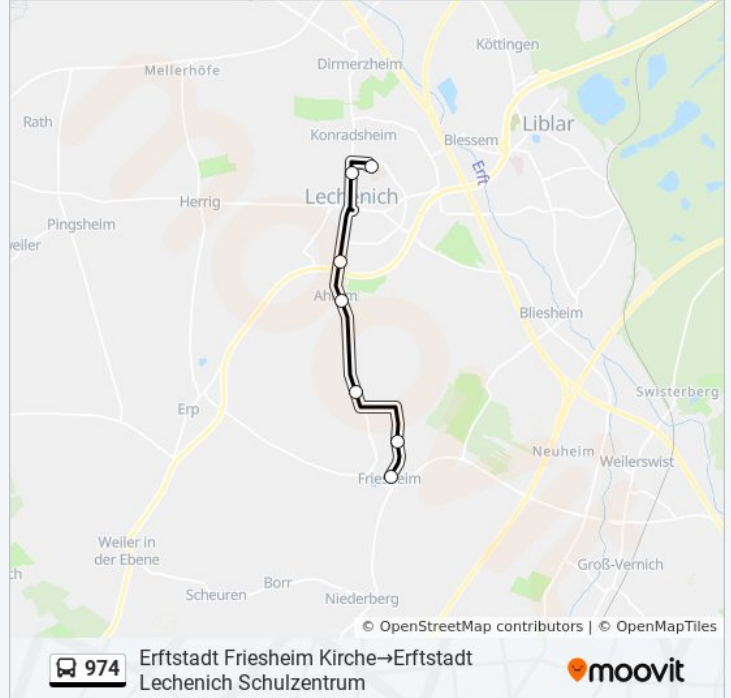 Köttingen
Dirmerzheim
Mellerhöfe
Rath
Konradsheim
Liblar
Blessem
Erft
Lechenich
Herrig
Pingsheim
weiler
Ah
Bliesheim
Swisterberg
Erp
Neuheim
Weilerswist
Friesheim
Weiler in
der Ebene
Groß-Vernich
ch
Borr
Scheuren
Niederberg
© OpenStreetMap contributors | © OpenMapTiles
974
Erftstadt Friesheim Kirche→Erftstadt
Lechenich Schulzentrum
moovit